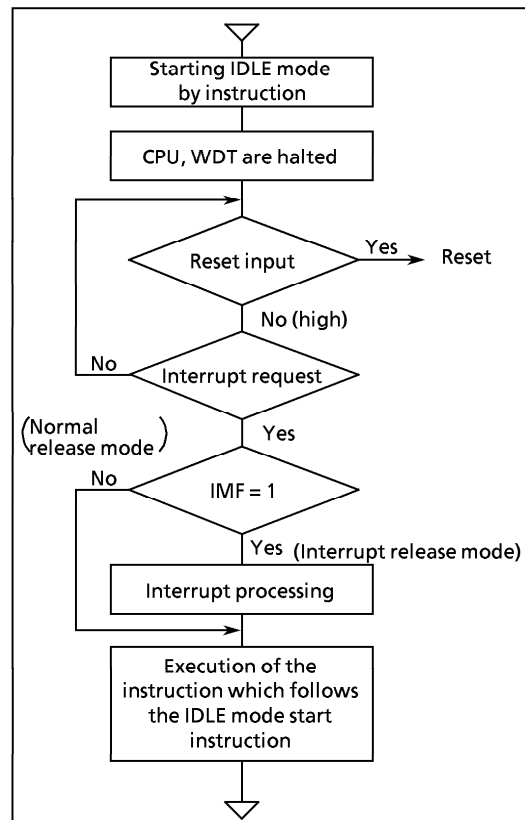 Starting IDLE mode
by instruction
CPU, WDT are halted
Reset input
Yes
Reset
No (high)
No
Interrupt request
(Normal
release mode)
Yes
No
IMF = 1
Yes
(Interrupt release mode)
Interrupt processing
Execution of the
instruction which follows
the IDLE mode start
instruction